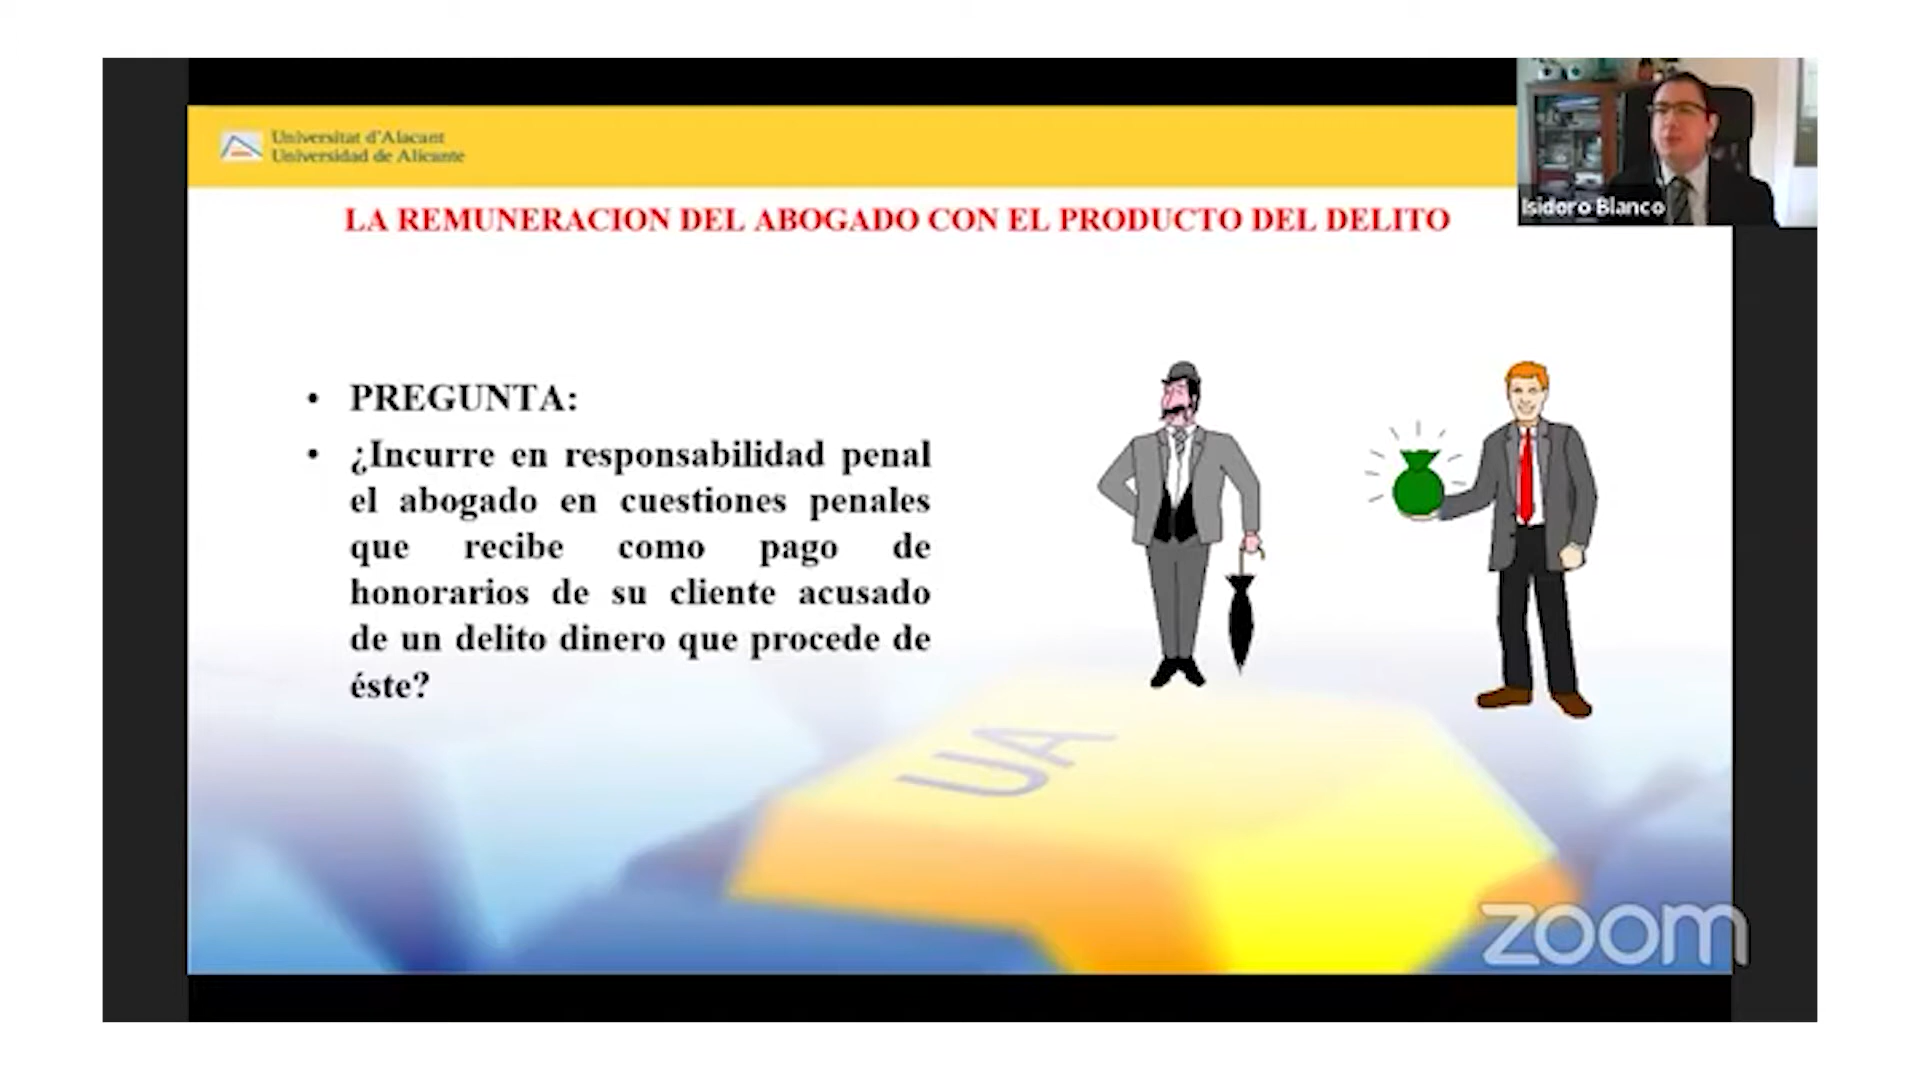 Universitat d'Alacant
Universidad de Alicante
Isidoro Blanco
LA REMUNERACION DEL ABOGADO CON EL PRODUCTO DEL DELITO
• PREGUNTA:
• ¿Incurre en responsabilidad penal
el abogado en cuestiones penales
que recibe como pago de
honorarios de su cliente acusado
de un delito dinero que procede de
éste?
UA
zoom